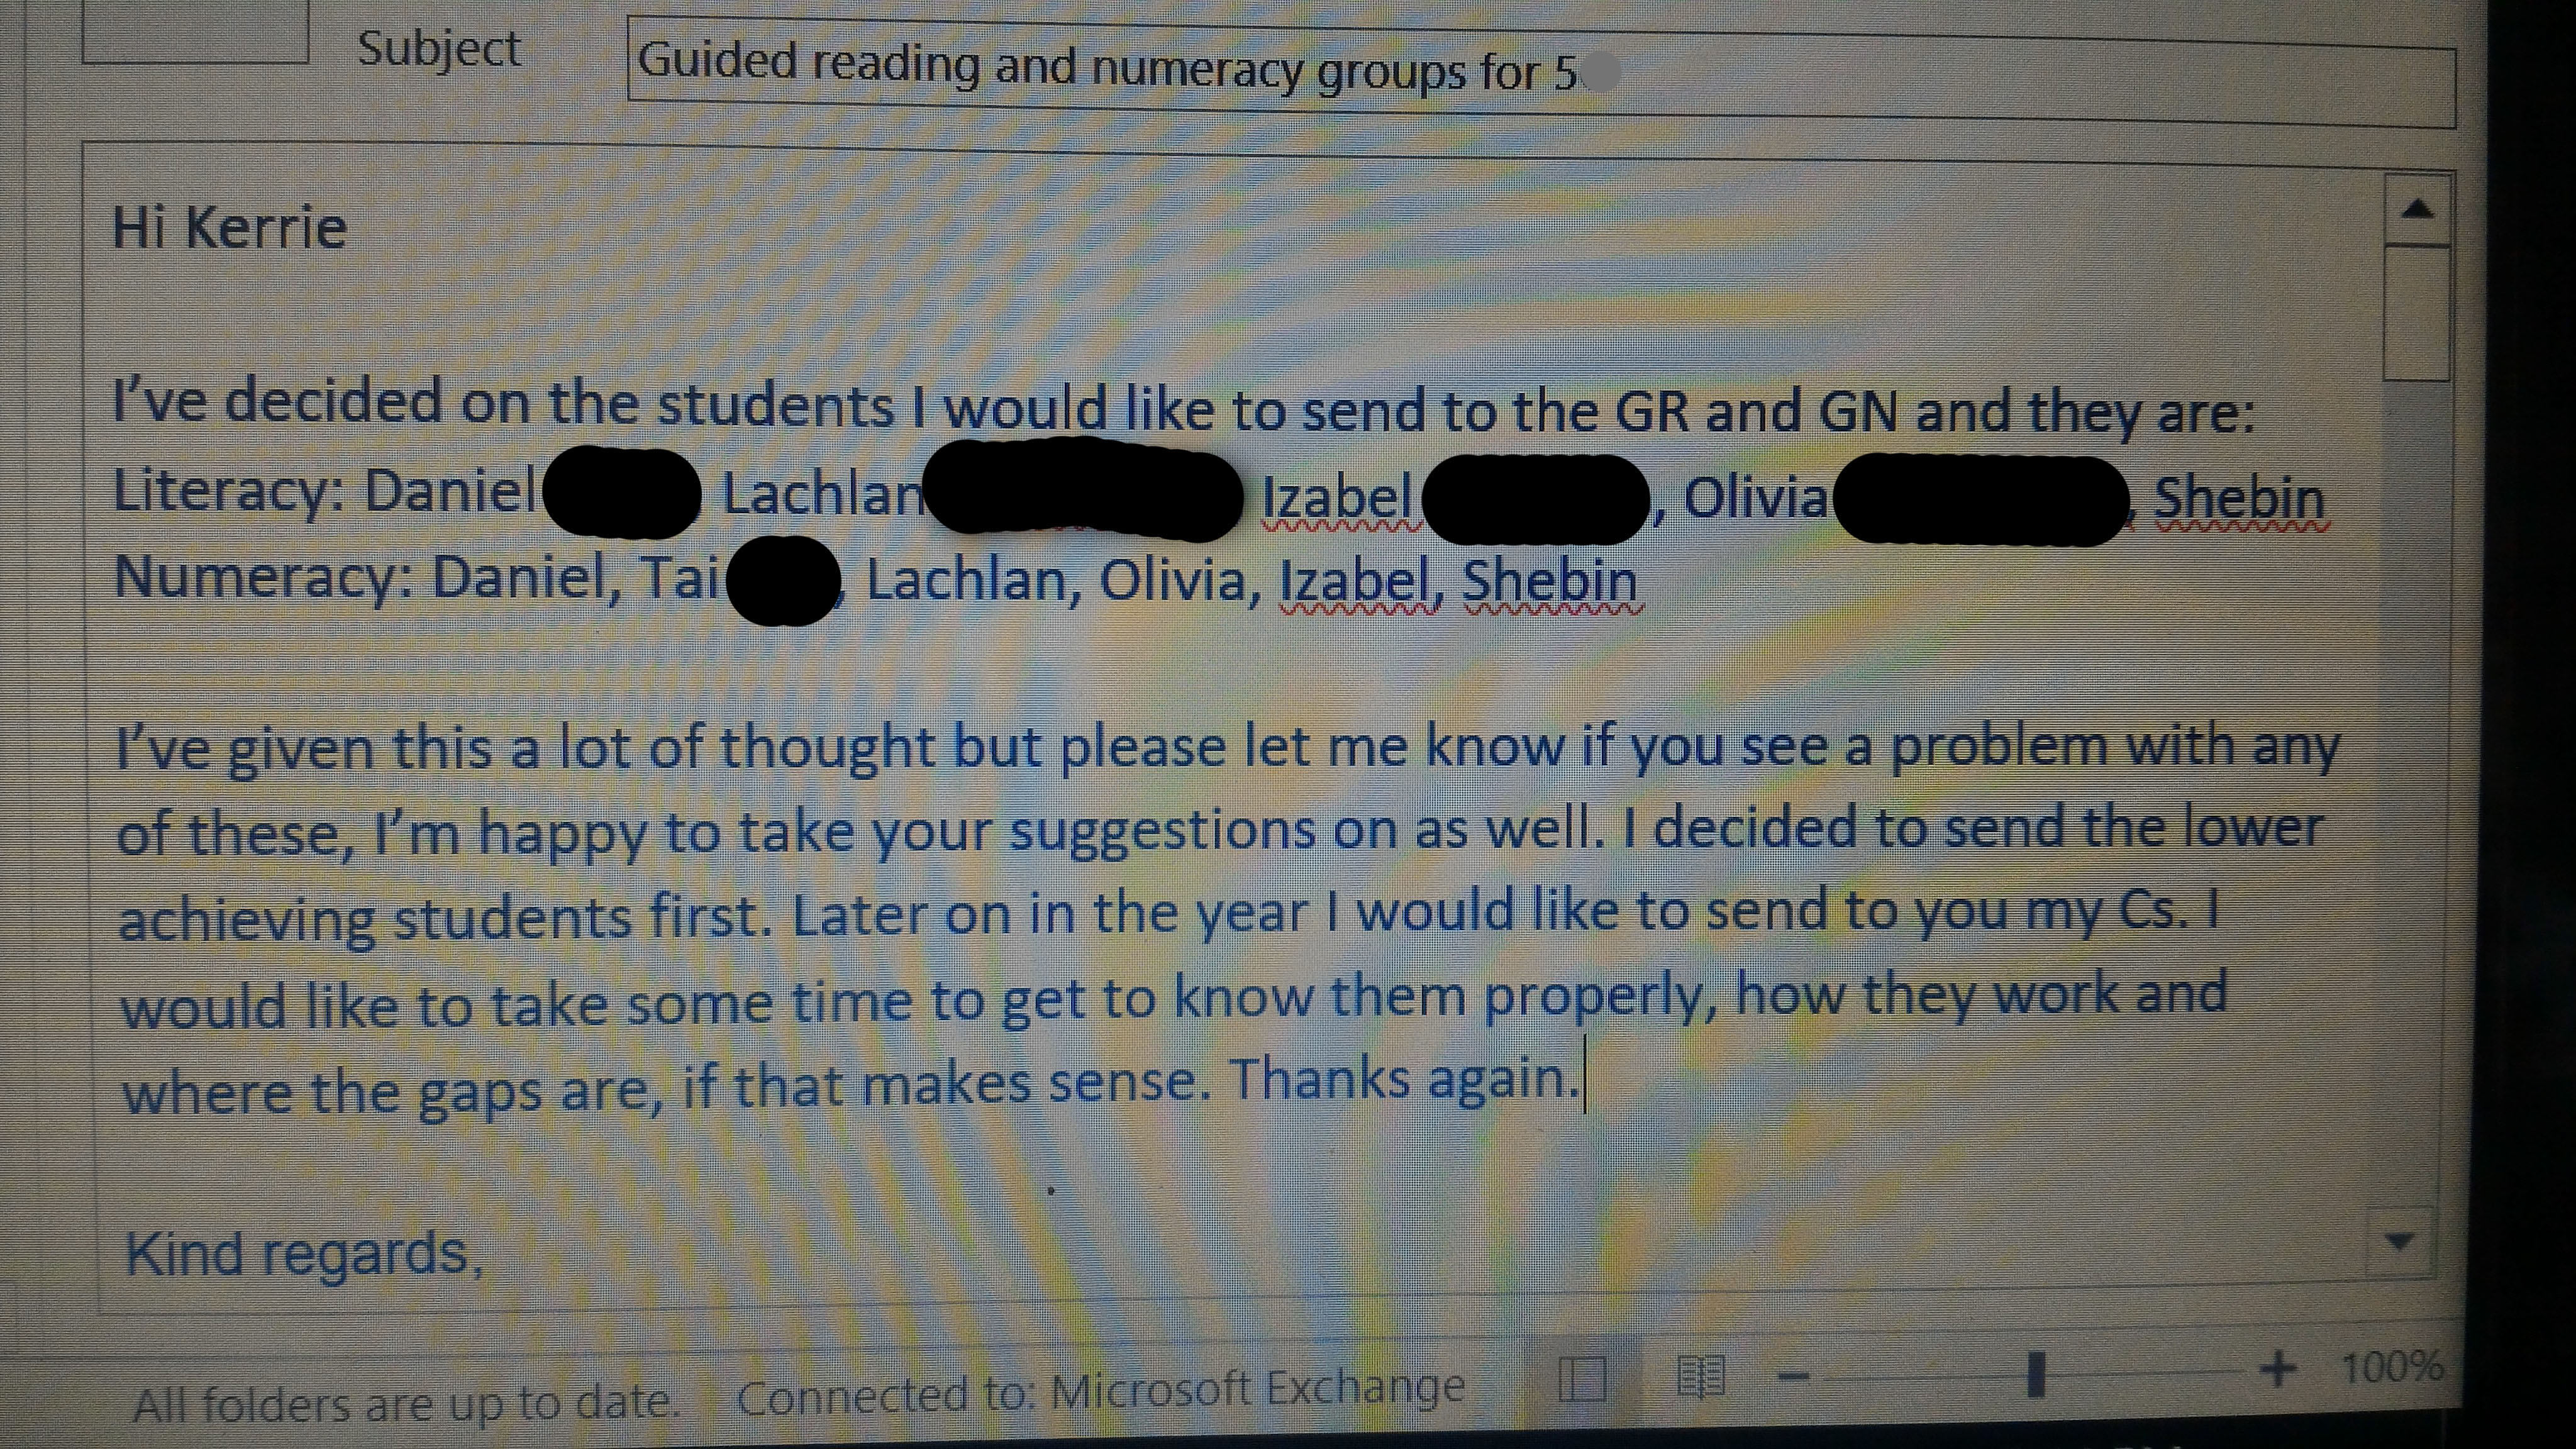 Subject
Guided reading and numeracy groups for 5
Hi Kerrie
I've decided on the students I would like to send to the GR and GN and they are:
Literacy: Daniel Lachlan Izabel , Olivia , Shebin
Numeracy: Daniel, Tai , Lachlan, Olivia, Izabel, Shebin
I've given this a lot of thought but please let me know if you see a problem with any
of these, I'm happy to take your suggestions on as well. I decided to send the lower
achieving students first. Later on in the year I would like to send to you my Cs. I
would like to take some time to get to know them properly, how they work and
where the gaps are, if that makes sense. Thanks again.
Kind regards,
All folders are up to date. Connected to: Microsoft Exchange 100%